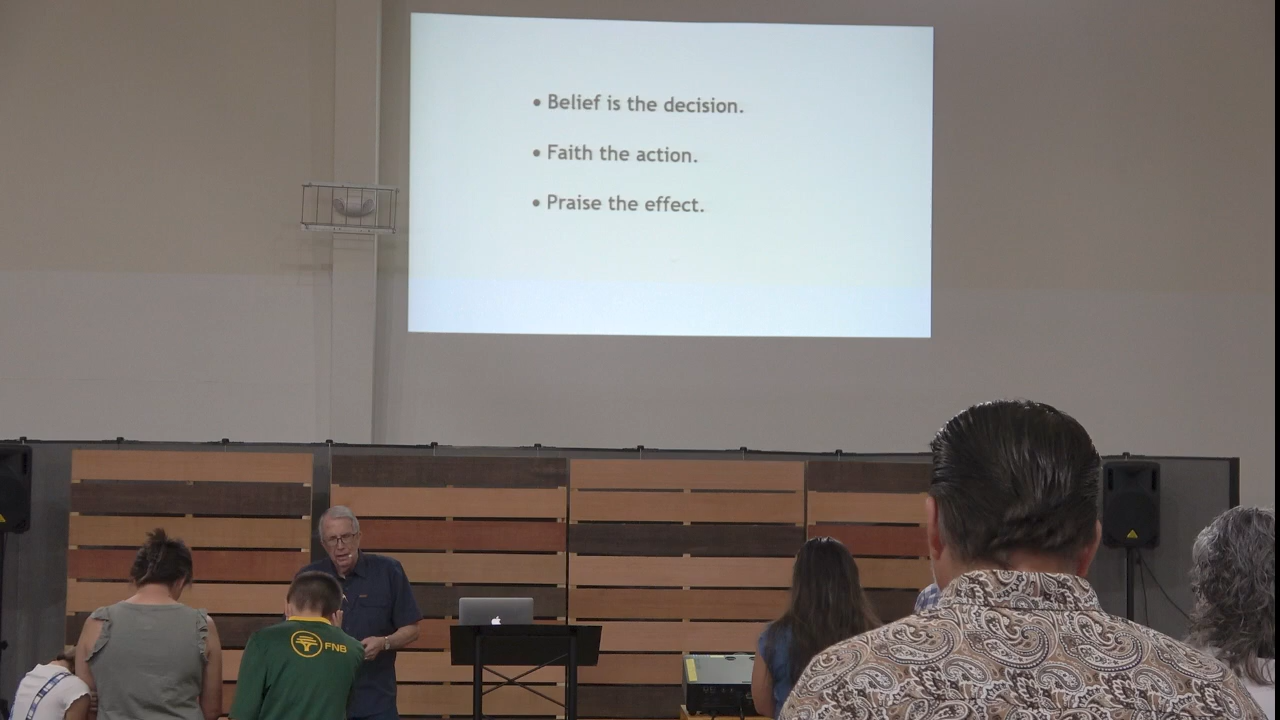 • Belief is the decision.
• Faith the action.
• Praise the effect.
FNB